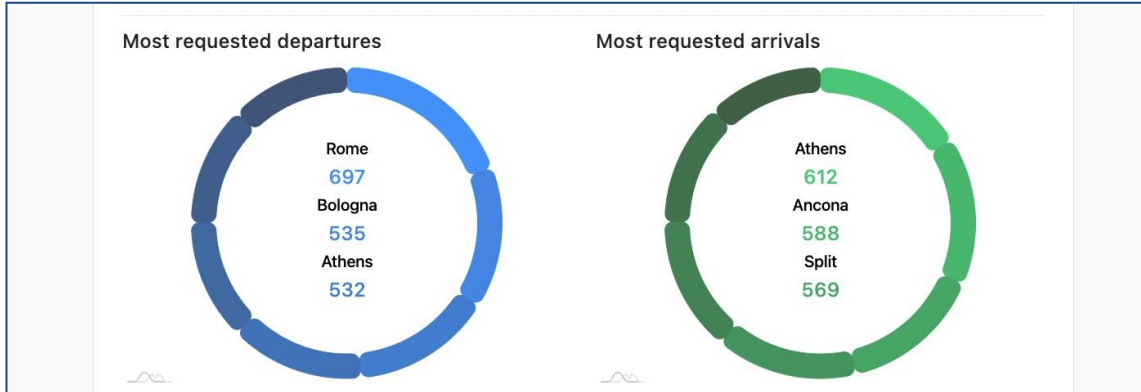 Most requested departures
Rome
697
Bologna
535
Athens
532
Most requested arrivals
Athens
612
Ancona
588
Split
569